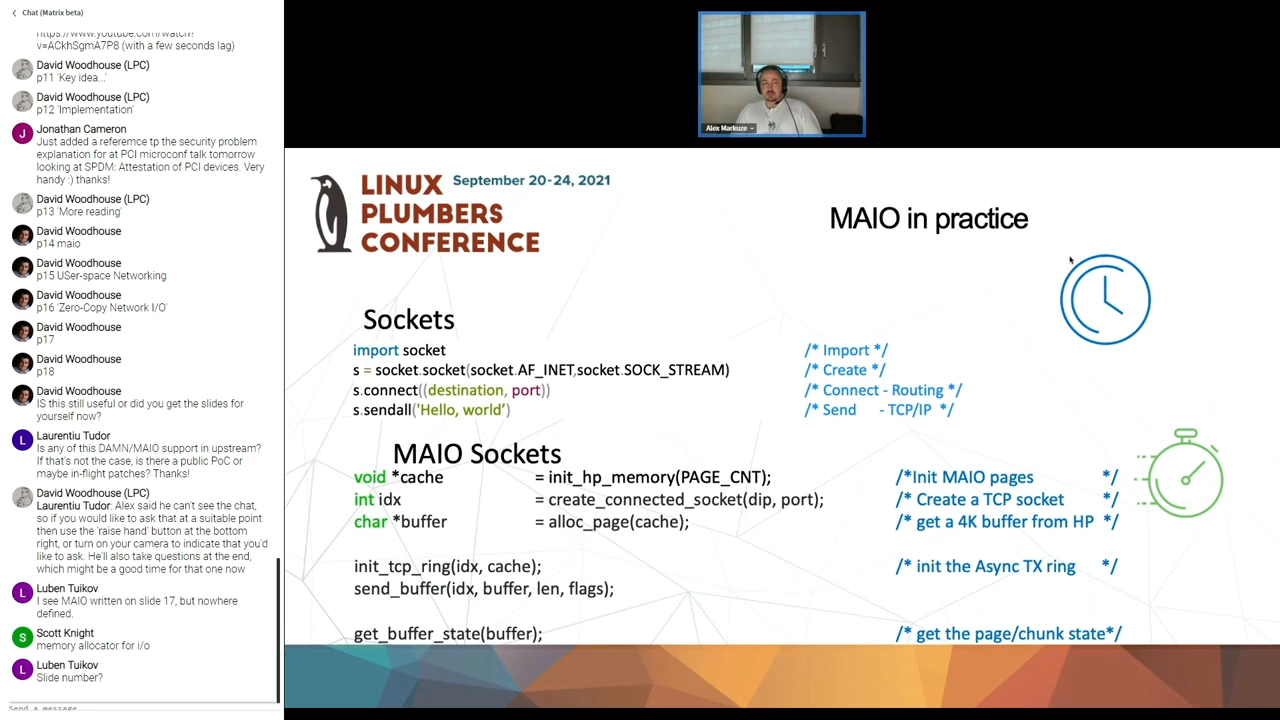 Chat (Matrix beta)
https://www.youtube.com/watch?
v=ACkhSgmA7P8 (with a few seconds lag)
David Woodhouse (LPC)
p11 'Key idea...'
David Woodhouse (LPC)
p12 'Implementation'
J
Jonathan Cameron
Just added a reference tp the security problem
explanation for at PCI microconf talk tomorrow
looking at SPDM: Attestation of PCI devices. Very
handy :) thanks!
David Woodhouse (LPC)
p13 'More reading'
David Woodhouse
p14 maio
David Woodhouse
p15 USer-space Networking
David Woodhouse
p16 'Zero-Copy Network I/O'
David Woodhouse
p17
David Woodhouse
p18
David Woodhouse
IS this still useful or did you get the slides for
yourself now?
L
Laurentiu Tudor
Is any of this DAMN/MAIO support in upstream?
If that's not the case, is there a public PoC or
maybe in-flight patches? Thanks!
David Woodhouse (LPC)
Laurentiu Tudor: Alex said he can't see the chat,
so if you would like to ask that at a suitable point
then use the 'raise hand' button at the bottom
right, or turn on your camera to indicate that you'd
like to ask. He'll also take questions at the end,
which might be a good time for that one now
L
Luben Tuikov
I see MAIO written on slide 17, but nowhere
defined.
S
Scott Knight
memory allocator for i/o
L
Luben Tuikov
Slide number?
Send a message
Alex Markuze
LINUX
PLUMBERS
CONFERENCE
September 20-24, 2021
MAIO in practice
Sockets
import socket /* Import */
s = socket.socket(socket.AF_INET,socket.SOCK_STREAM) /* Create */
s.connect((destination, port)) /* Connect - Routing */
s.sendall('Hello, world') /* Send - TCP/IP */
MAIO Sockets
void *cache = init_hp_memory(PAGE_CNT); /*Init MAIO pages */
int idx = create_connected_socket(dip, port); /* Create a TCP socket */
char *buffer = alloc_page(cache); /* get a 4K buffer from HP */
init_tcp_ring(idx, cache); /* init the Async TX ring */
send_buffer(idx, buffer, len, flags);
get_buffer_state(buffer); /* get the page/chunk state*/